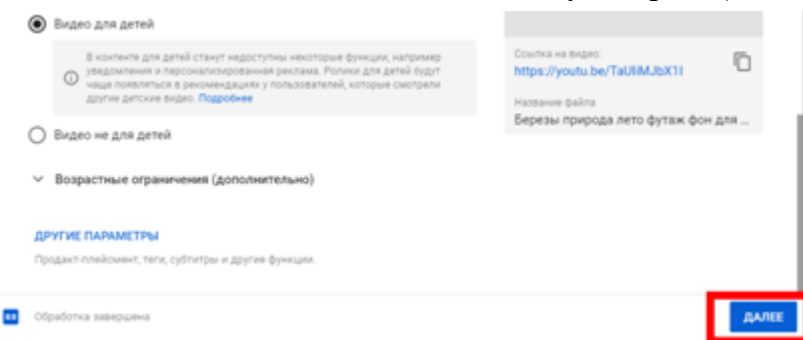 Видео для детей
В контенте для детей станут недоступны некоторые функции, например
уведомления и персонализированная реклама. Ролики для детей будут
чаще появляться в рекомендациях у пользователей, которые смотрели
другие детские видео. Подробнее
Видео не для детей
Возрастные ограничения (дополнительно)
ДРУГИЕ ПАРАМЕТРЫ
Продакт-плейсмент, теги, субтитры и другие функции.
Ссылка на видео:
https://youtu.be/TaUliMJbX1I
Название файла
Березы природа лето футаж фон для ...
Обработка завершена
ДАЛЕЕ